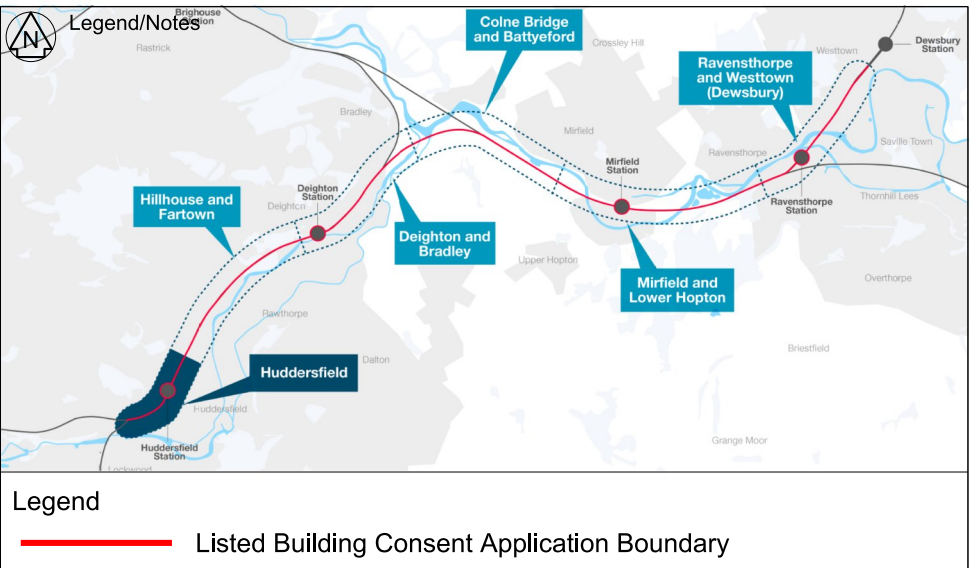 Legend/Notes
N
Brighouse
Station
Rastrick
Colne Bridge
and Battyeford
Crossley Hill
Dewsbury
Station
Westtown
Ravensthorpe
and Westtown
(Dewsbury)
Bradley
Mirfield
Saville Town
Ravensthorpe
Mirfield
Station
Deighton
Station
Deighton
Hillhouse and
Fartown
Thornhill Lees
Ravensthorpe
Station
Deighton and
Bradley
Upper Hopton
Mirfield and
Lower Hopton
Overthorpe
Rawthorpe
Briestfield
Dalton
Huddersfield
Huddersfield
Grange Moor
Huddersfield
Station
Lockwood
Legend
Listed Building Consent Application Boundary